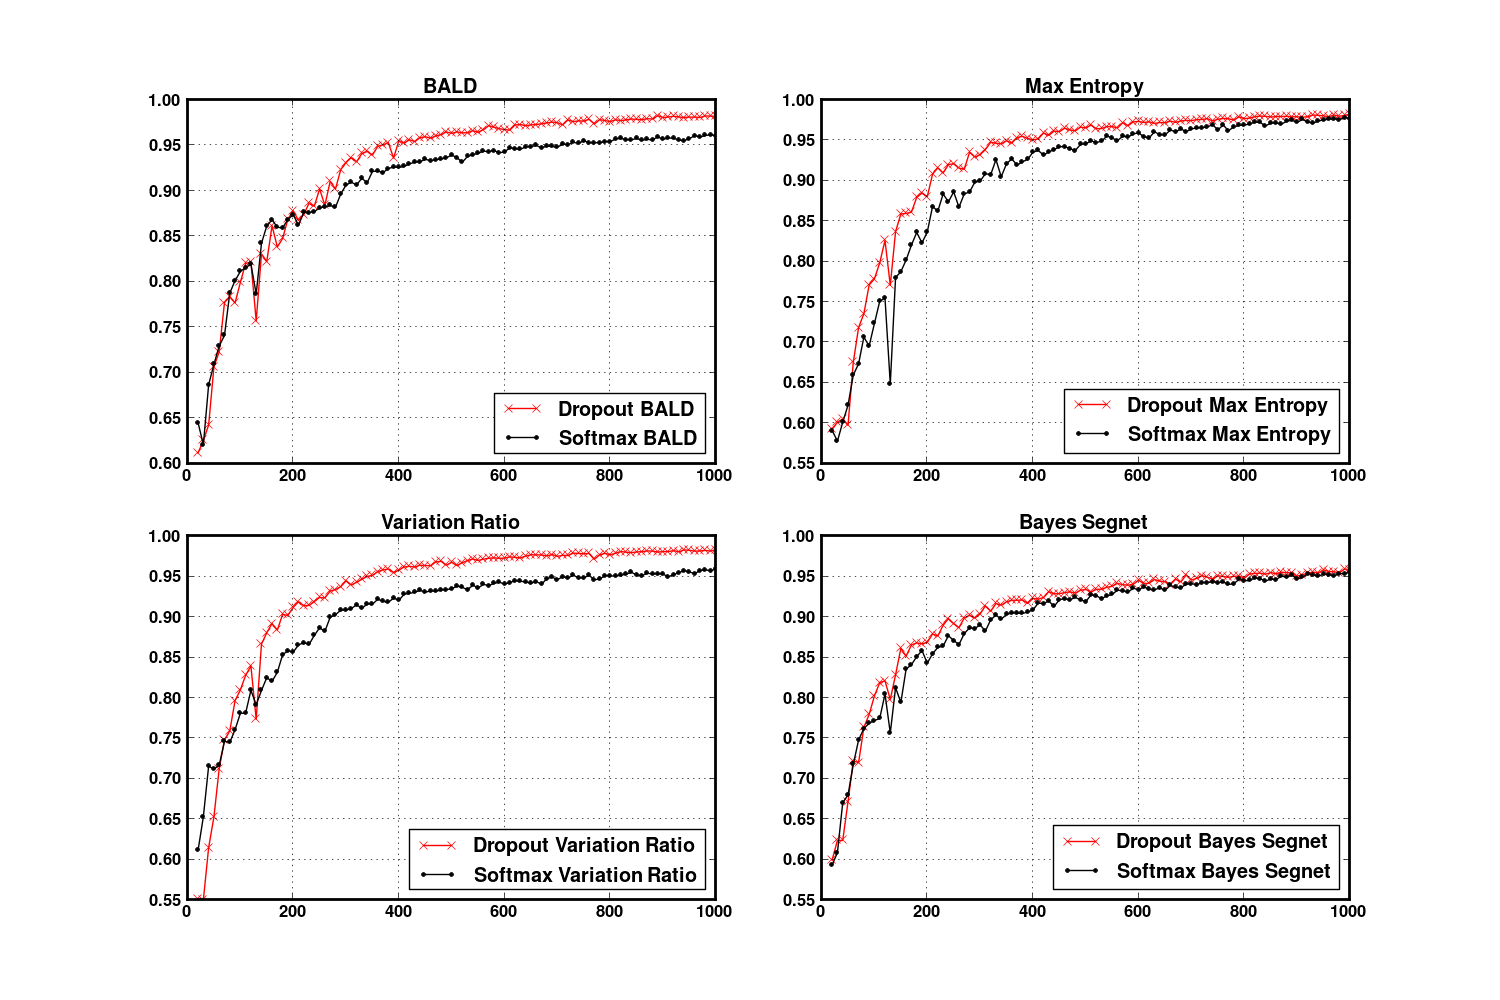 BALD
1.00
0.95
0.90
0.85
0.80
0.75
0.70
0.65
0.60
0 200 400 600 800 1000
Dropout BALD
Softmax BALD
Max Entropy
1.00
0.95
0.90
0.85
0.80
0.75
0.70
0.65
0.60
0.55
0 200 400 600 800 1000
Dropout Max Entropy
Softmax Max Entropy
Variation Ratio
1.00
0.95
0.90
0.85
0.80
0.75
0.70
0.65
0.60
0.55
0 200 400 600 800 1000
Dropout Variation Ratio
Softmax Variation Ratio
Bayes Segnet
1.00
0.95
0.90
0.85
0.80
0.75
0.70
0.65
0.60
0.55
0 200 400 600 800 1000
Dropout Bayes Segnet
Softmax Bayes Segnet